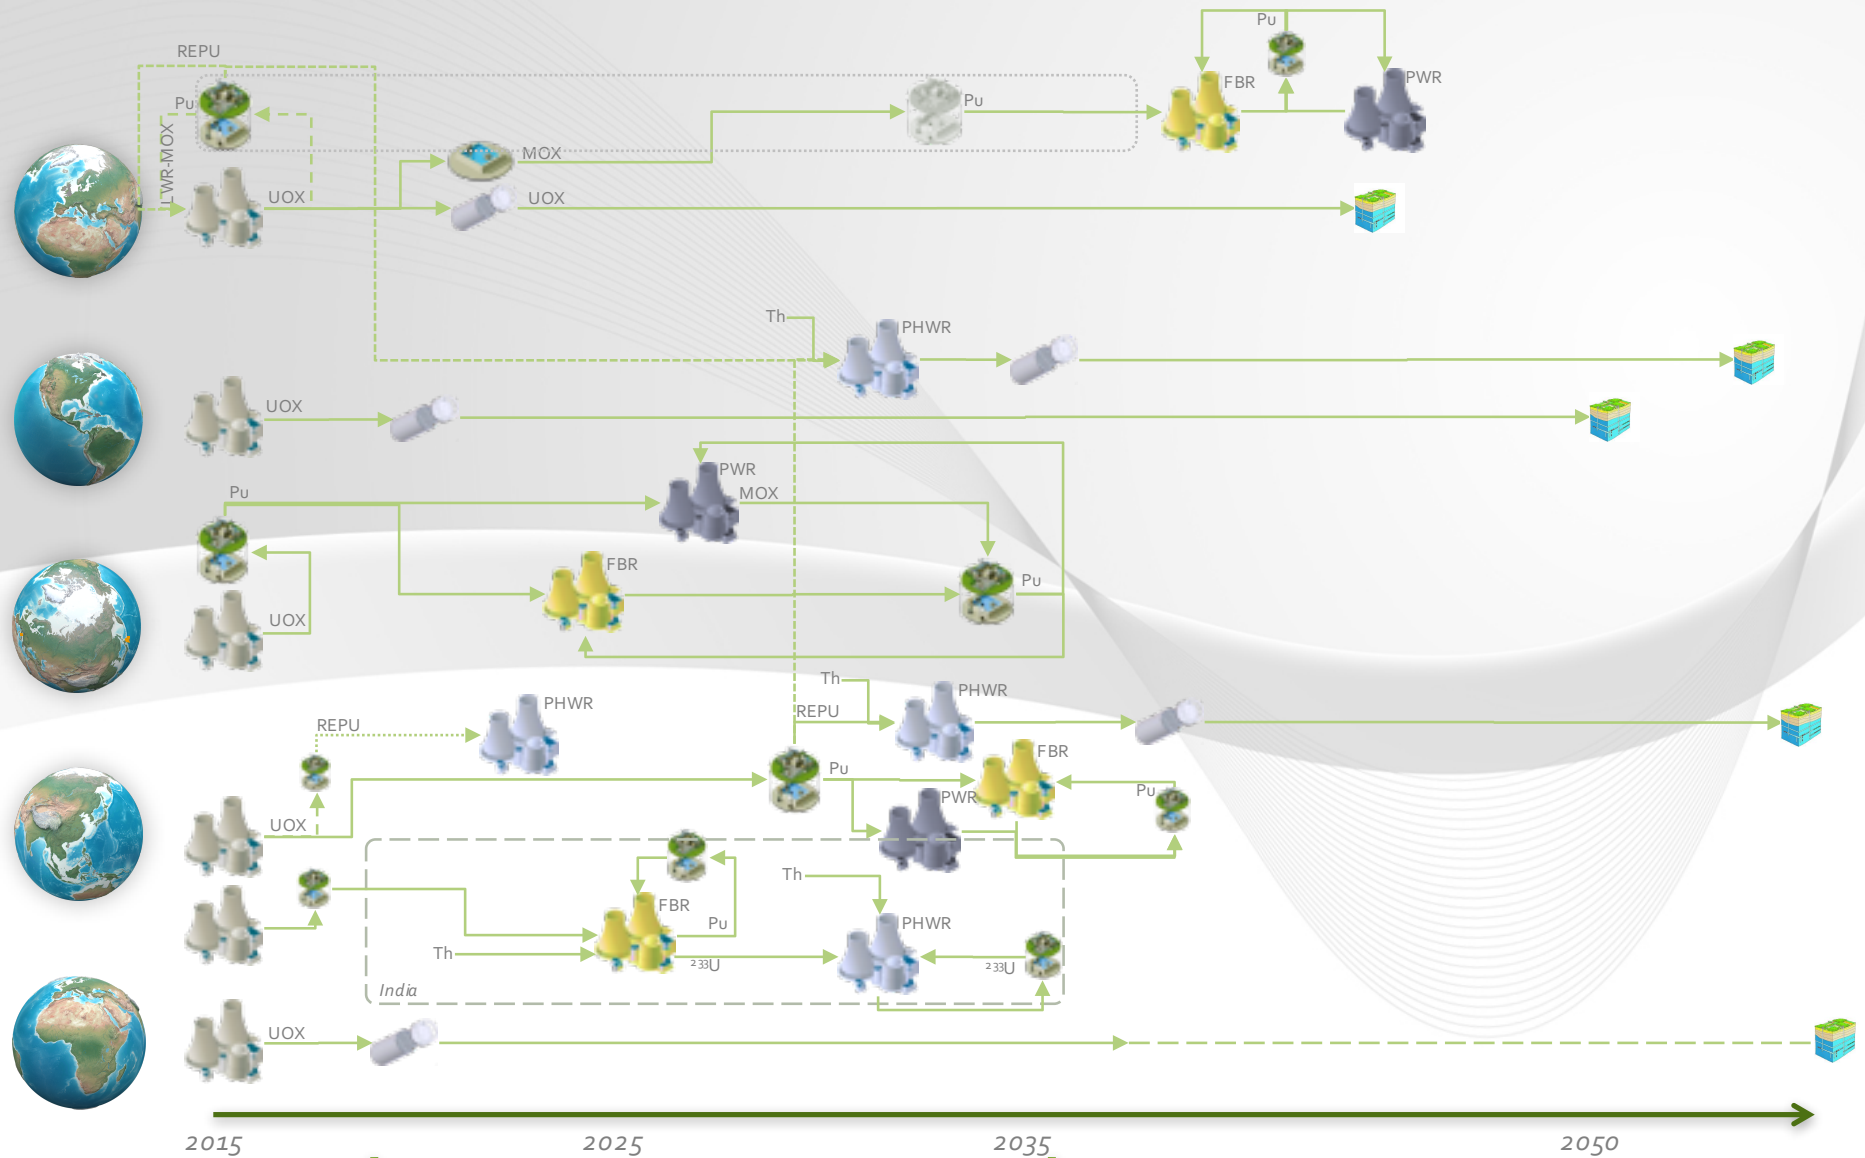 Pu
REPU
FBR
PWR
Pu
Pu
LWR-MOX
MOX
UOX
UOX
Th
PHWR
UOX
PWR
MOX
Pu
FBR
Pu
UOX
Th
PHWR
REPU
PHWR
REPU
FBR
Pu
Pu
PWR
UOX
Th
FBR
Pu
PHWR
Th
²³³U
²³³U
India
UOX
2015
2025
2035
2050